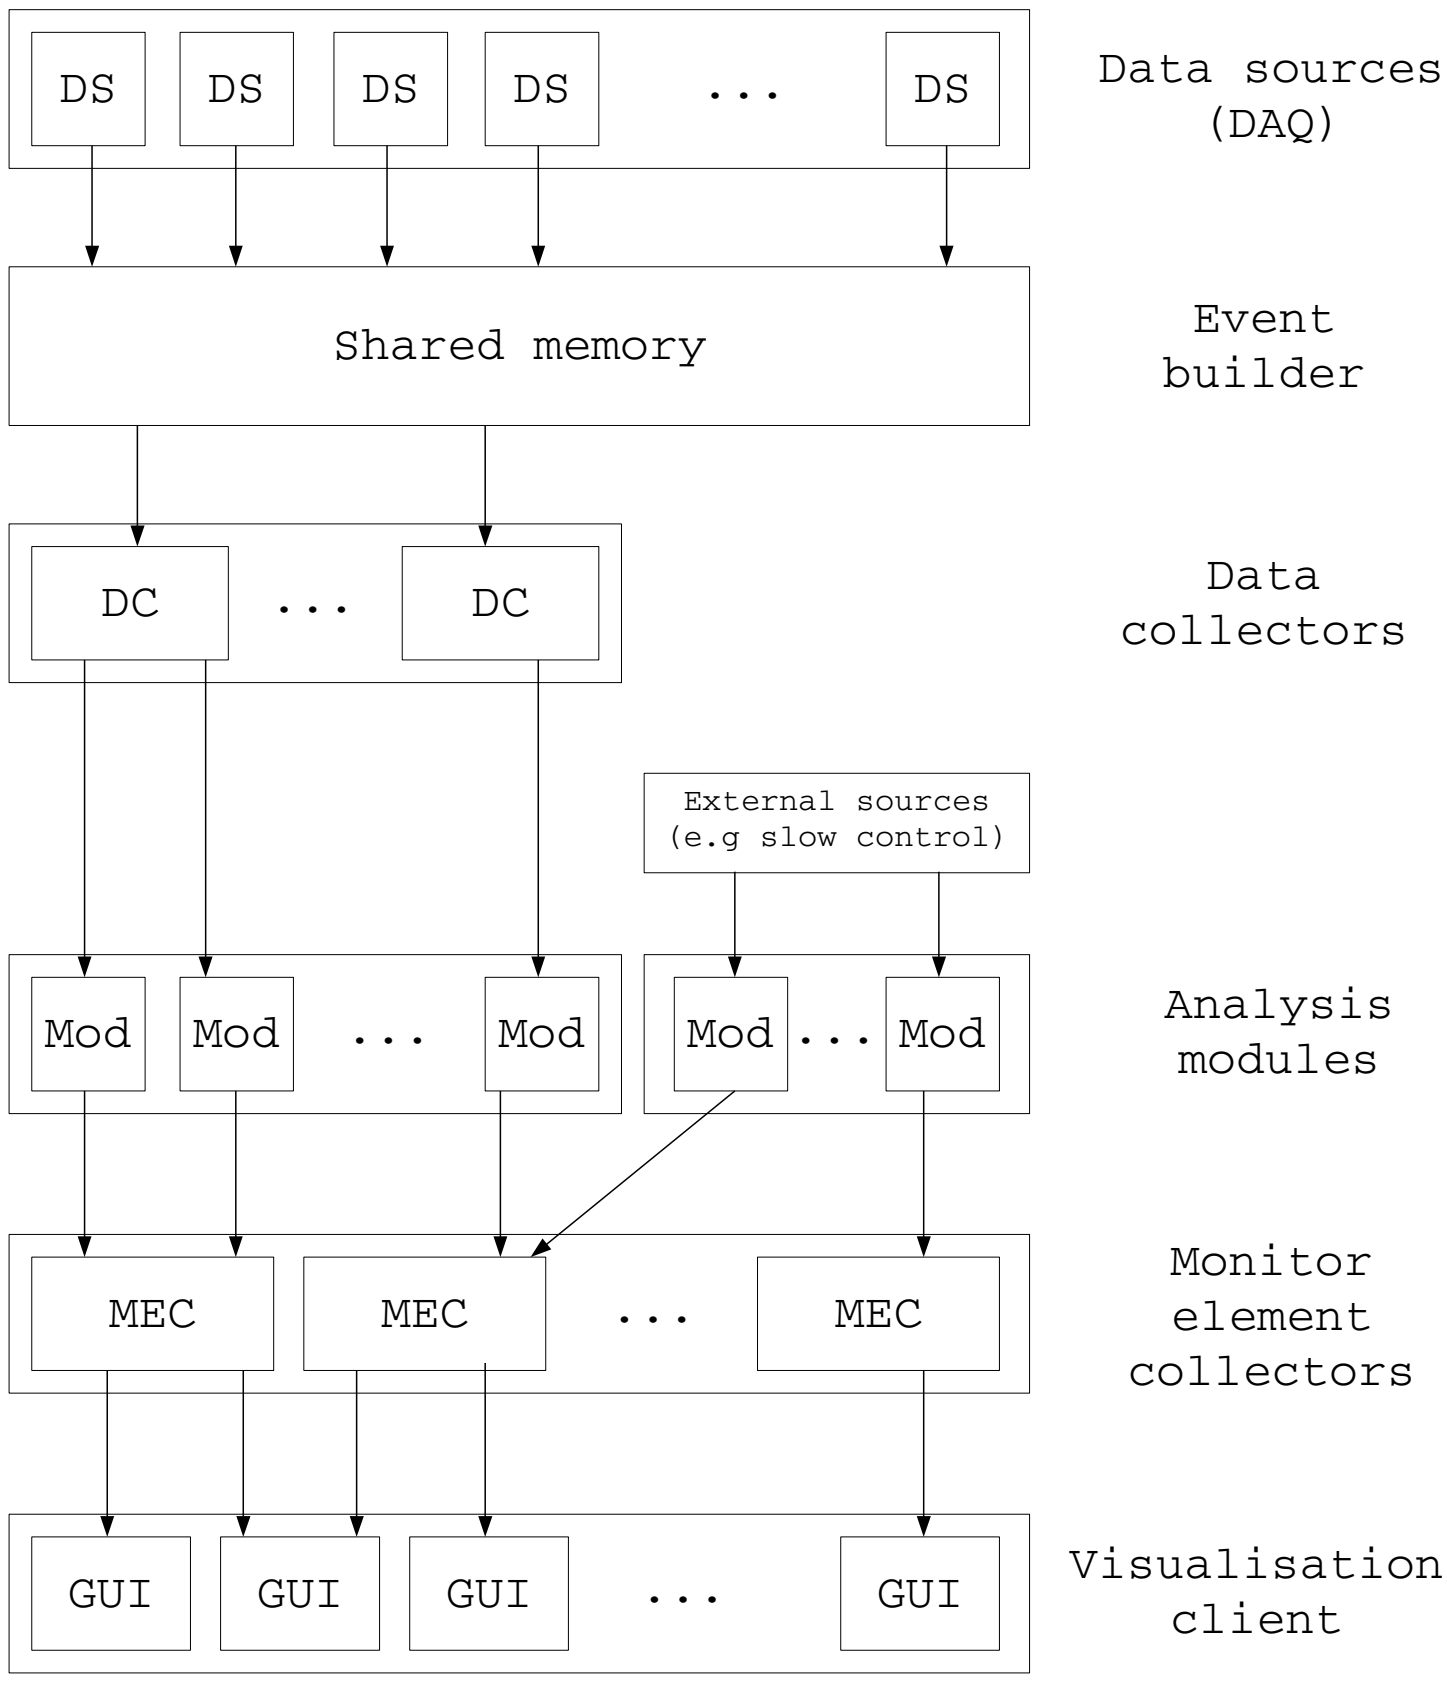 DS DS DS DS ... DS
Data sources
(DAQ)
Shared memory
Event
builder
DC ... DC
Data
collectors
External sources
(e.g slow control)
Mod Mod ... Mod Mod ... Mod
Analysis
modules
MEC MEC ... MEC
Monitor
element
collectors
GUI GUI GUI ... GUI
Visualisation
client